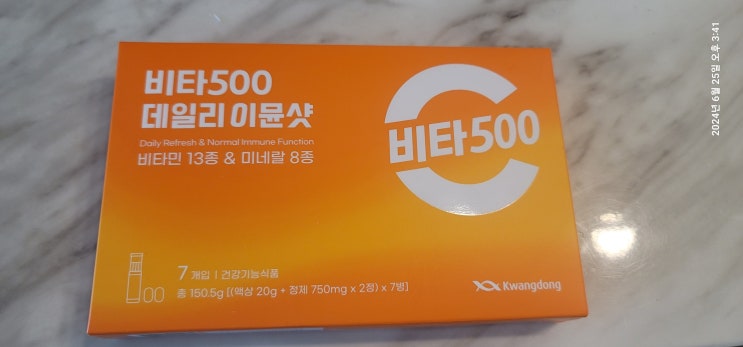 비타500
데일리 이뮨샷
Daily Refresh & Normal Immune Function
비타민 13종 & 미네랄 8종
비타500
7 개입 | 건강기능식품
총 150.5g [(액상 20g + 정제 750mg x 2정) x 7병]
Kwangdong
2024년 6월 25일 오후 3:41